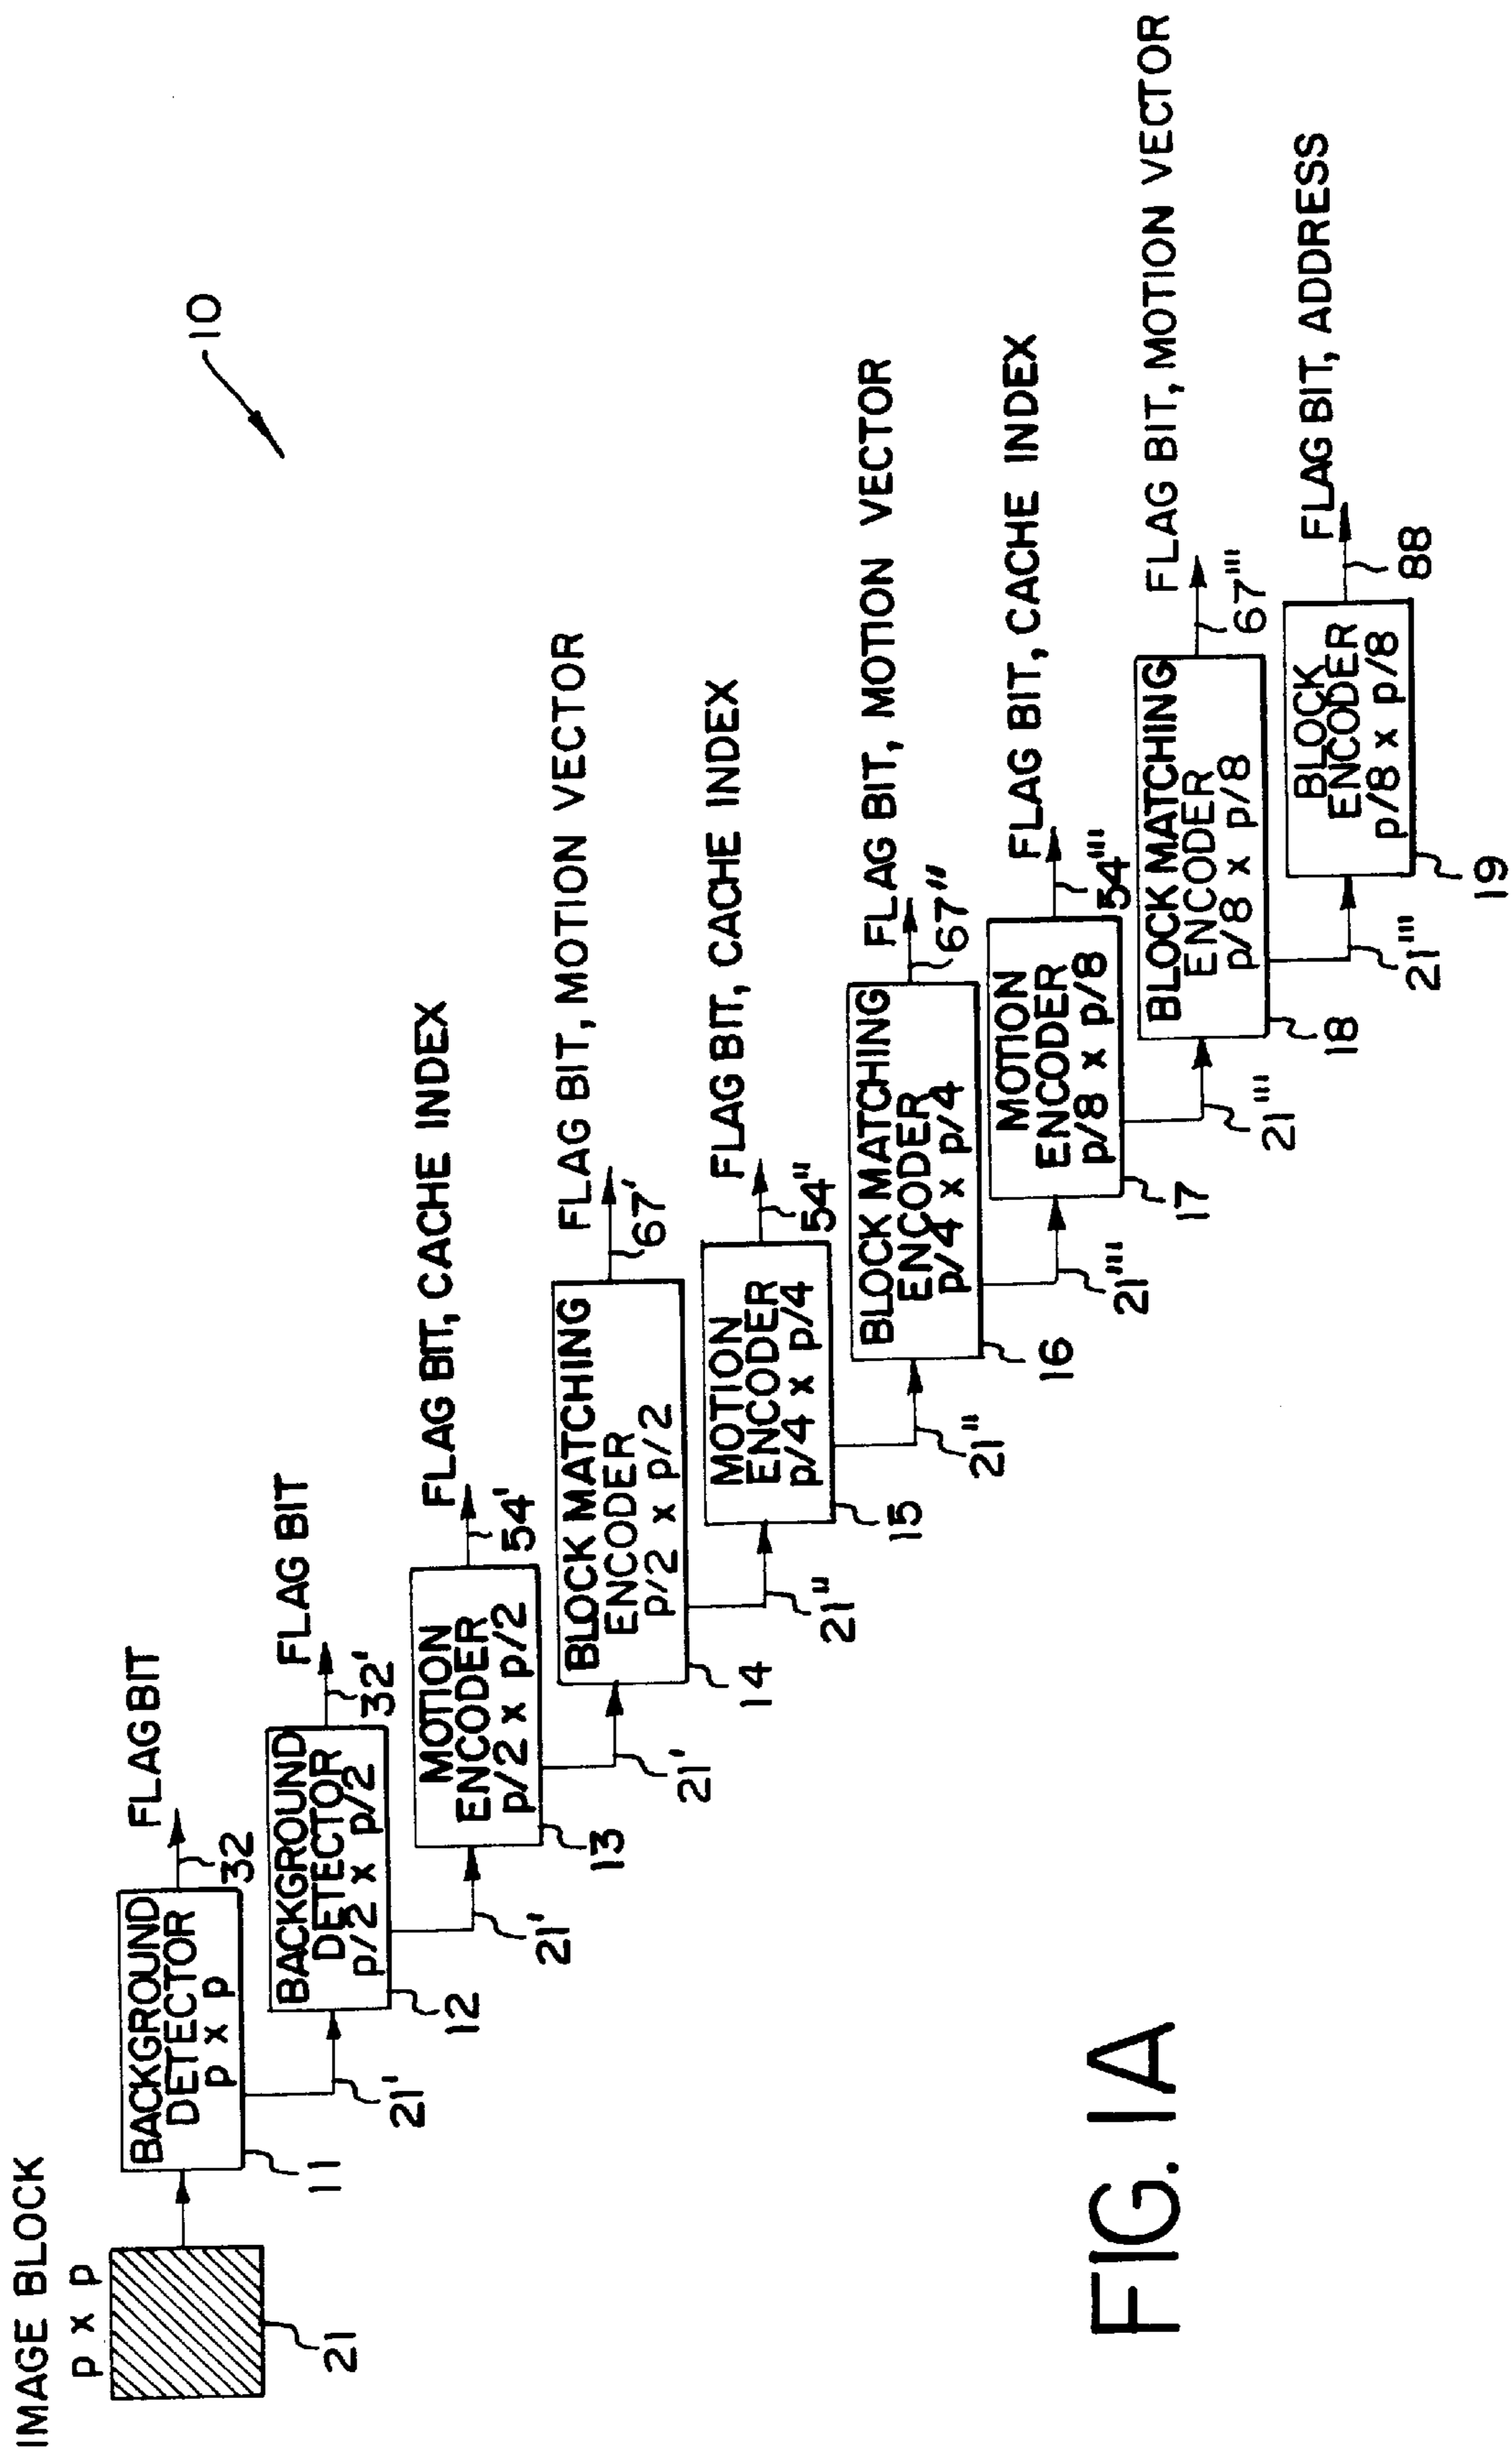 10
IMAGE BLOCK
p x p
21
BACKGROUND
DETECTOR
p x p
11
32
FLAG BIT
21'
BACKGROUND
DETECTOR
p/2 x p/2
12
32'
FLAG BIT
21'
MOTION
ENCODER
p/2 x p/2
13
54'
FLAG BIT, CACHE INDEX
21'
BLOCK MATCHING
ENCODER
p/2 x p/2
14
67'
FLAG BIT, MOTION VECTOR
21"
MOTION
ENCODER
p/4 x p/4
15
54"
FLAG BIT, CACHE INDEX
21"
BLOCK MATCHING
ENCODER
p/4 x p/4
16
67"
FLAG BIT, MOTION VECTOR
21'''
MOTION
ENCODER
p/8 x p/8
17
54'''
FLAG BIT, CACHE INDEX
21'''
BLOCK MATCHING
ENCODER
p/8 x p/8
18
67'''
FLAG BIT, MOTION VECTOR
21'''
BLOCK
ENCODER
p/8 x p/8
19
88
FLAG BIT, ADDRESS
FIG. 1A